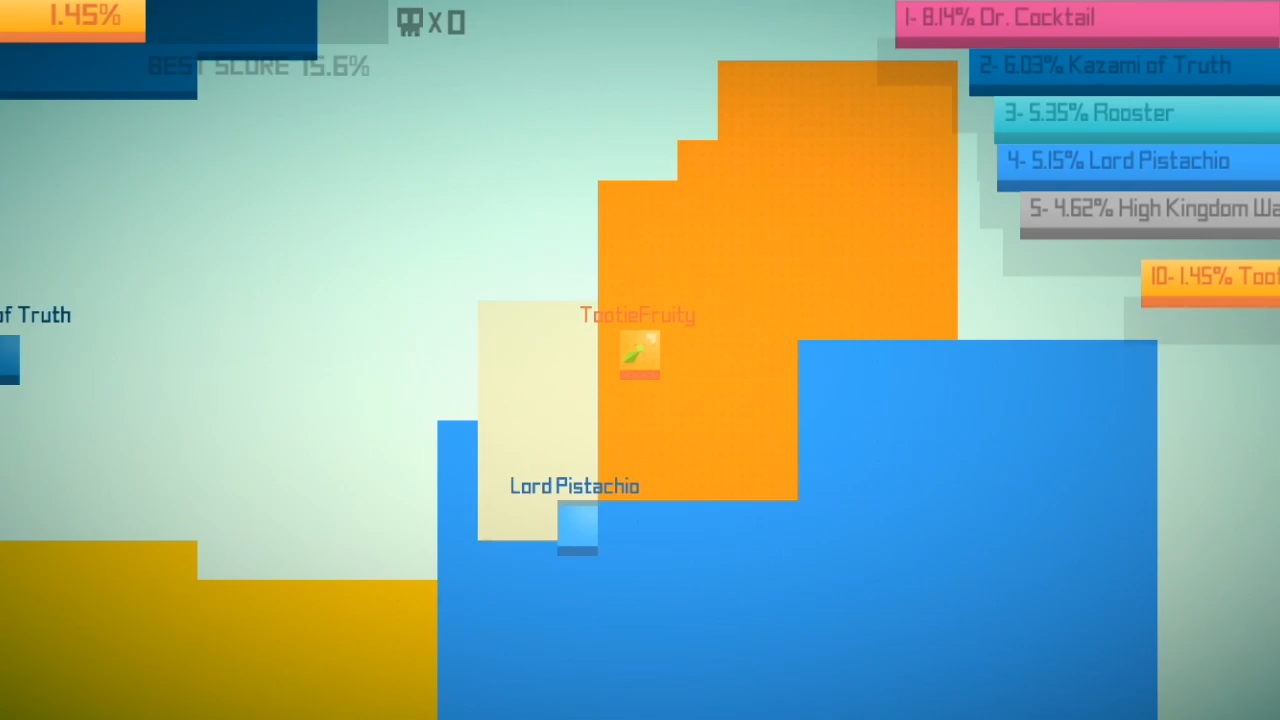 1.45%
X 0
BEST SCORE 15.6%
1- 8.14% Dr. Cocktail
2- 6.03% Kazami of Truth
3- 5.35% Rooster
4- 5.15% Lord Pistachio
5- 4.62% High Kingdom Wa
10- 1.45% Toot
of Truth
TootieFruity
Lord Pistachio